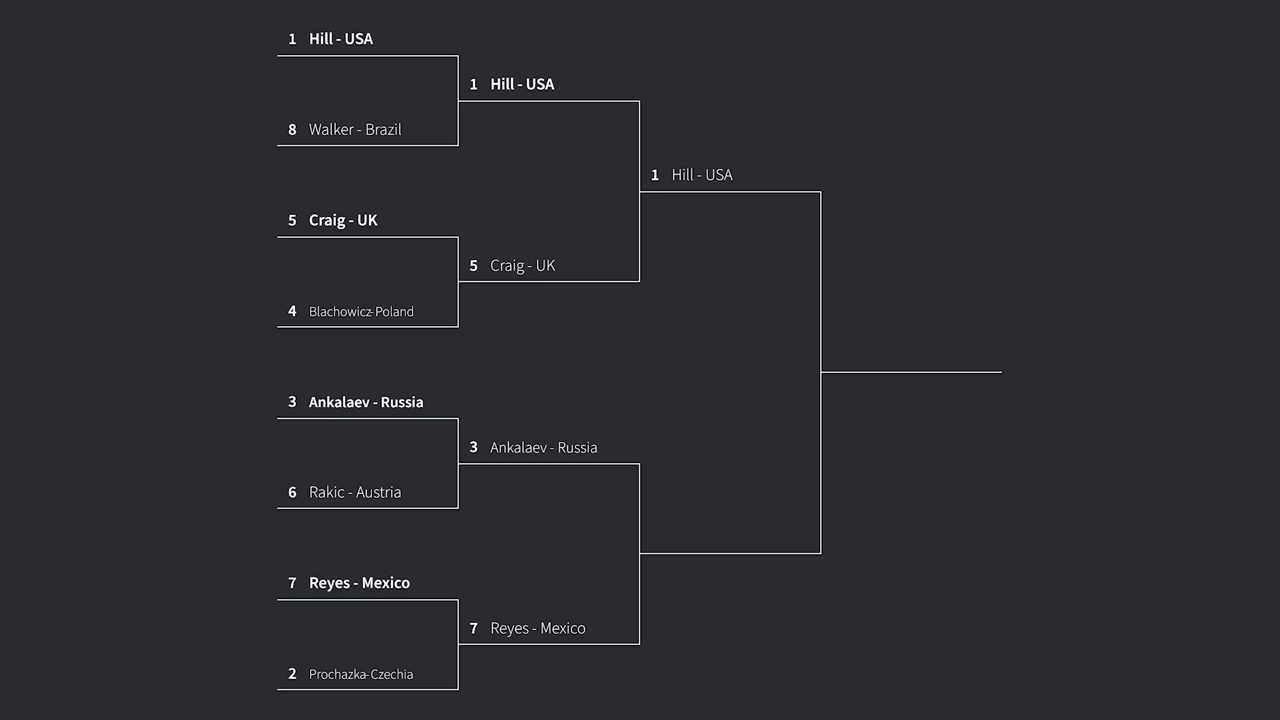 1 Hill - USA
8 Walker - Brazil
5 Craig - UK
4 Blachowicz-Poland
3 Ankalaev - Russia
6 Rakic - Austria
7 Reyes - Mexico
2 Prochazka-Czechia
1 Hill - USA
5 Craig - UK
3 Ankalaev - Russia
7 Reyes - Mexico
1 Hill - USA